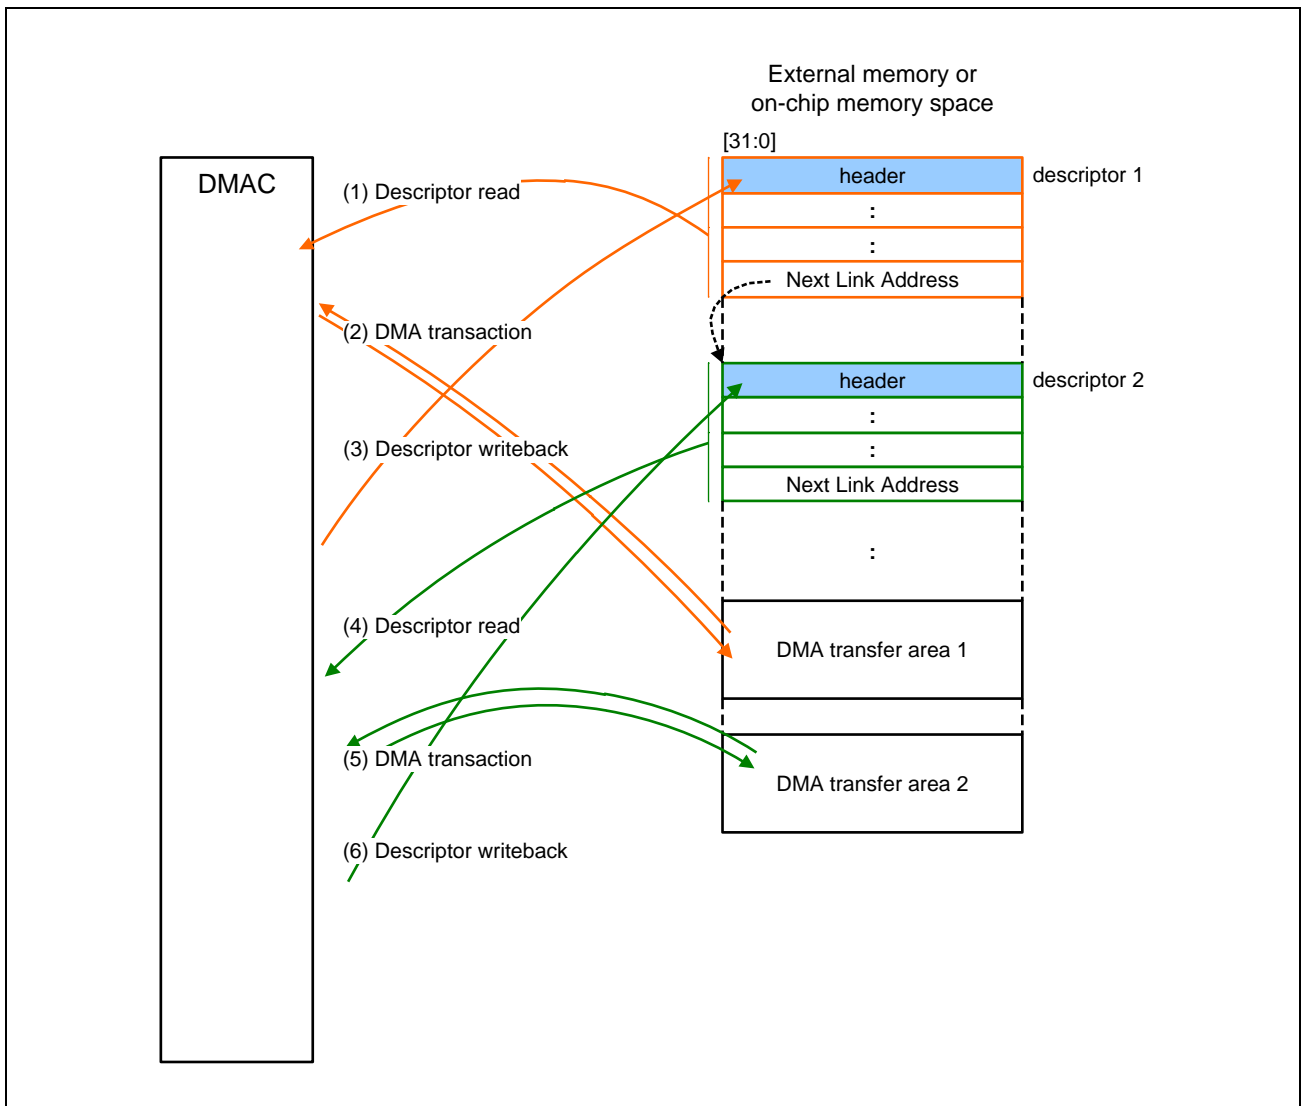 External memory or
on-chip memory space
[31:0]
DMAC
header
descriptor 1
(1) Descriptor read
:
:
Next Link Address
(2) DMA transaction
header
descriptor 2
:
(3) Descriptor writeback
:
Next Link Address
:
(4) Descriptor read
DMA transfer area 1
(5) DMA transaction
DMA transfer area 2
(6) Descriptor writeback